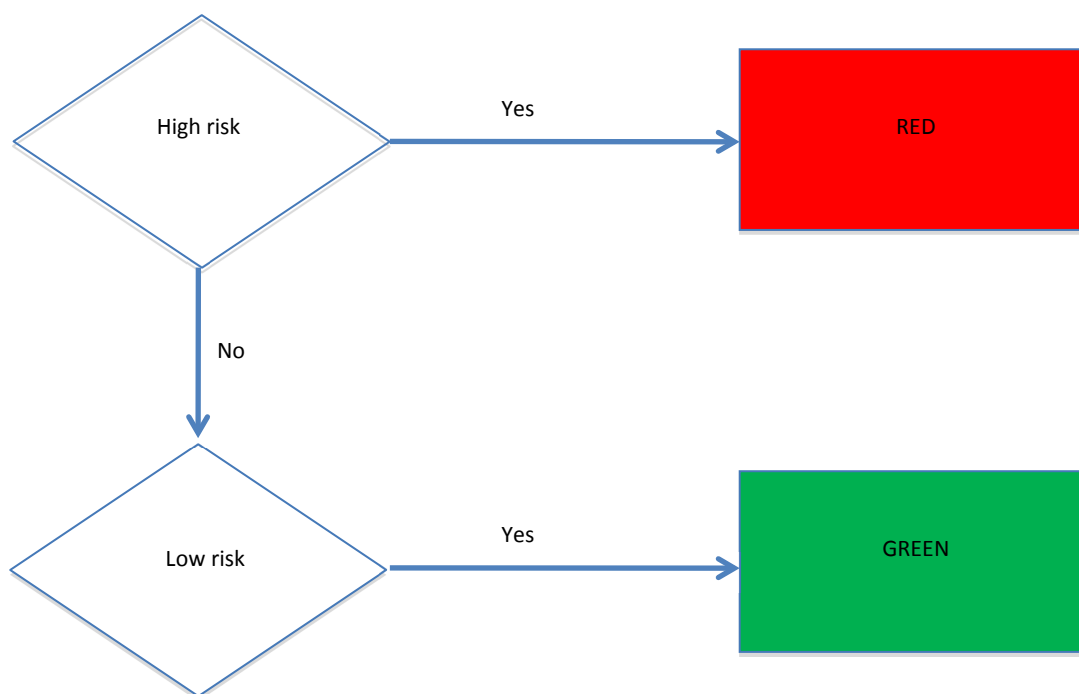 High risk
Yes
RED
No
Low risk
Yes
GREEN